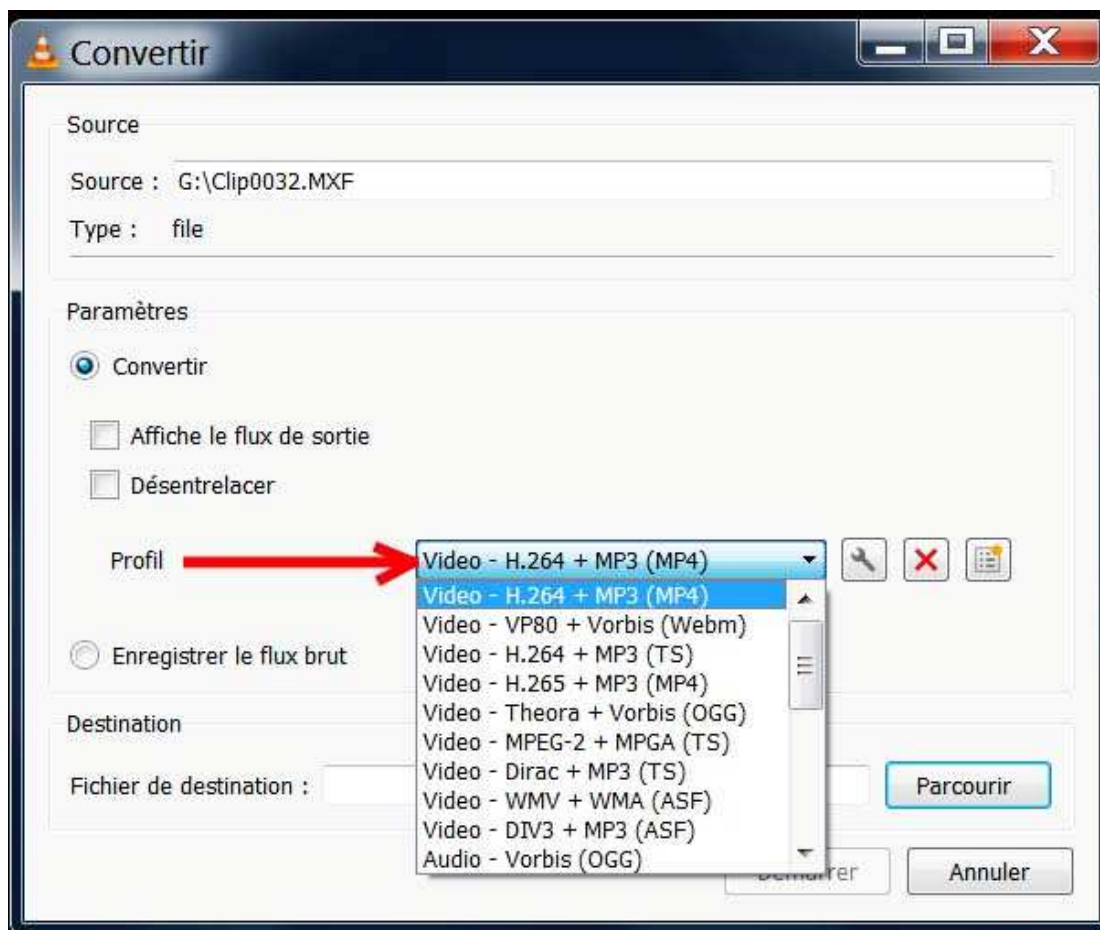 Convertir
Source
Source : G:\Clip0032.MXF
Type : file
Paramètres
Convertir
Affiche le flux de sortie
Désentrelacer
Profil Video - H.264 + MP3 (MP4)
Video - H.264 + MP3 (MP4)
Video - VP80 + Vorbis (Webm)
Video - H.264 + MP3 (TS)
Video - H.265 + MP3 (MP4)
Video - Theora + Vorbis (OGG)
Video - MPEG-2 + MPGA (TS)
Video - Dirac + MP3 (TS)
Video - WMV + WMA (ASF)
Video - DIV3 + MP3 (ASF)
Audio - Vorbis (OGG)
Enregistrer le flux brut
Destination
Fichier de destination : Parcourir
Démarrer Annuler